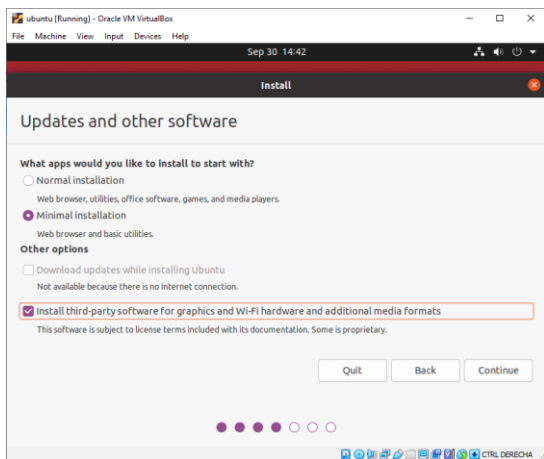 ubuntu [Running] - Oracle VM VirtualBox
File Machine View Input Devices Help
Sep 30 14:42
Install
Updates and other software
What apps would you like to install to start with?
Normal installation
Web browser, utilities, office software, games, and media players.
Minimal installation
Web browser and basic utilities.
Other options
Download updates while installing Ubuntu
Not available because there is no Internet connection.
Install third-party software for graphics and Wi-Fi hardware and additional media formats
This software is subject to license terms included with its documentation. Some is proprietary.
Quit Back Continue
CTRL DERECHA